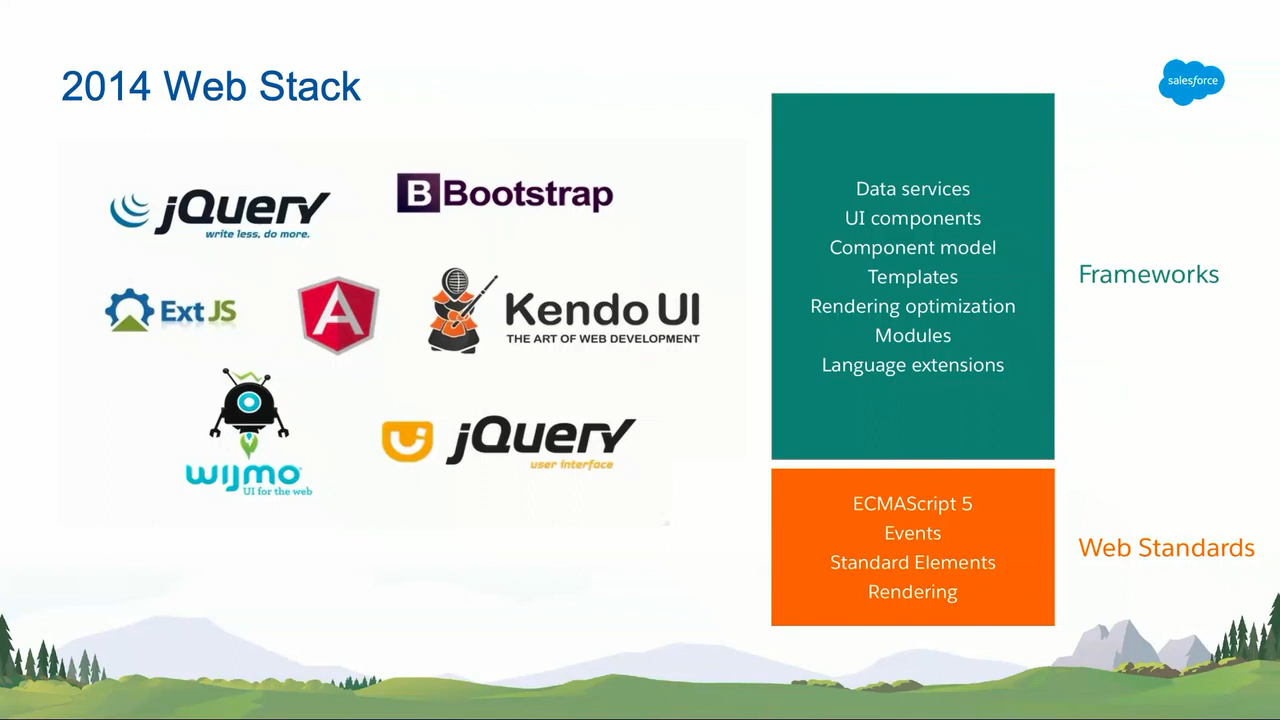 2014 Web Stack
salesforce
jQuery
write less, do more.
B Bootstrap
Ext JS
A
Kendo UI
THE ART OF WEB DEVELOPMENT
wijmo
UI for the web
ui jQuery
user interface
Data services
UI components
Component model
Templates
Rendering optimization
Modules
Language extensions
Frameworks
ECMAScript 5
Events
Standard Elements
Rendering
Web Standards